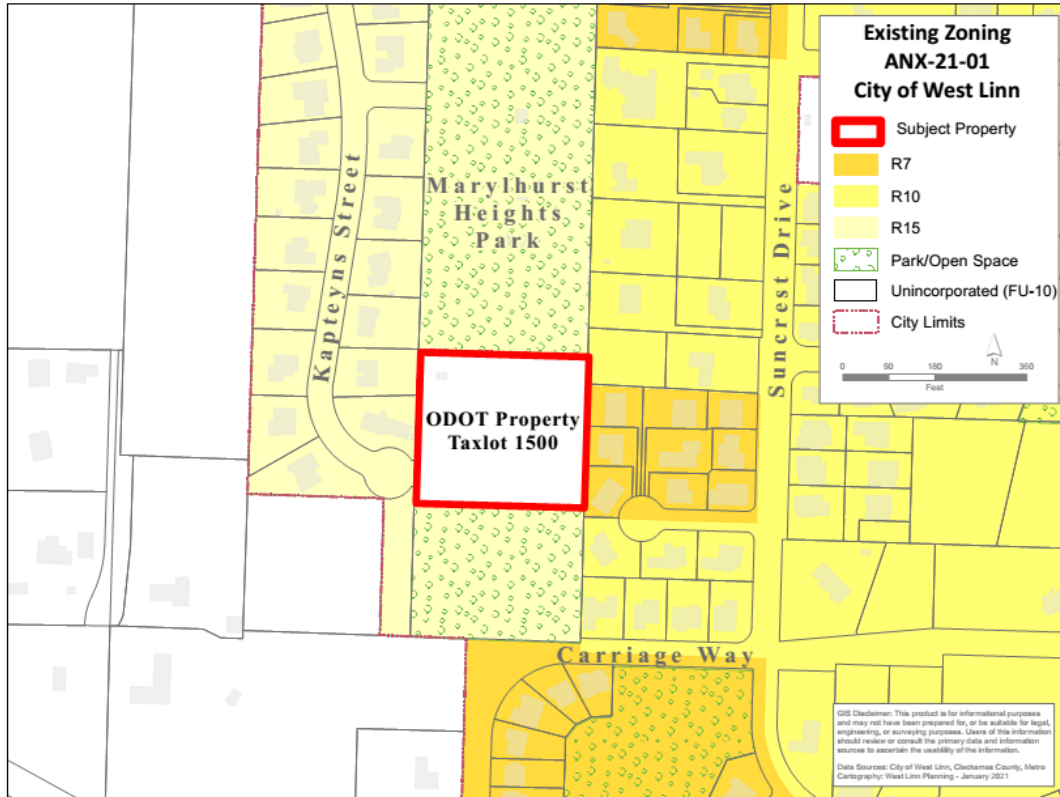 Existing Zoning
ANX-21-01
City of West Linn
Subject Property
R7
R10
R15
Park/Open Space
Unincorporated (FU-10)
City Limits
N
0 90 180 360
Feet
Kapteyns Street
Marylhurst
Heights
Park
Suncrest Drive
ODOT Property
Taxlot 1500
Carriage Way
GIS Disclaimer: This product is for informational purposes
and may not have been prepared for, or be suitable for legal,
engineering, or surveying purposes. Users of this information
should review or consult the primary data and information
sources to ascertain the usability of the information.
Data Sources: City of West Linn, Clackamas County, Metro
Cartography: West Linn Planning - January 2021